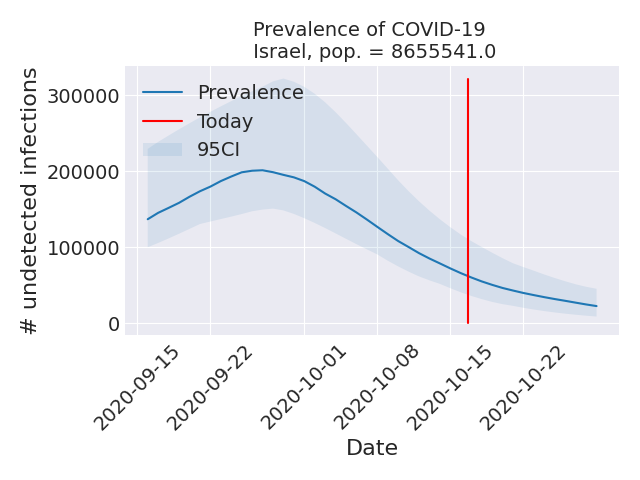 Prevalence of COVID-19
Israel, pop. = 8655541.0
# undetected infections
300000
200000
100000
0
Prevalence
Today
95CI
2020-09-15
2020-09-22
2020-10-01
2020-10-08
2020-10-15
2020-10-22
Date